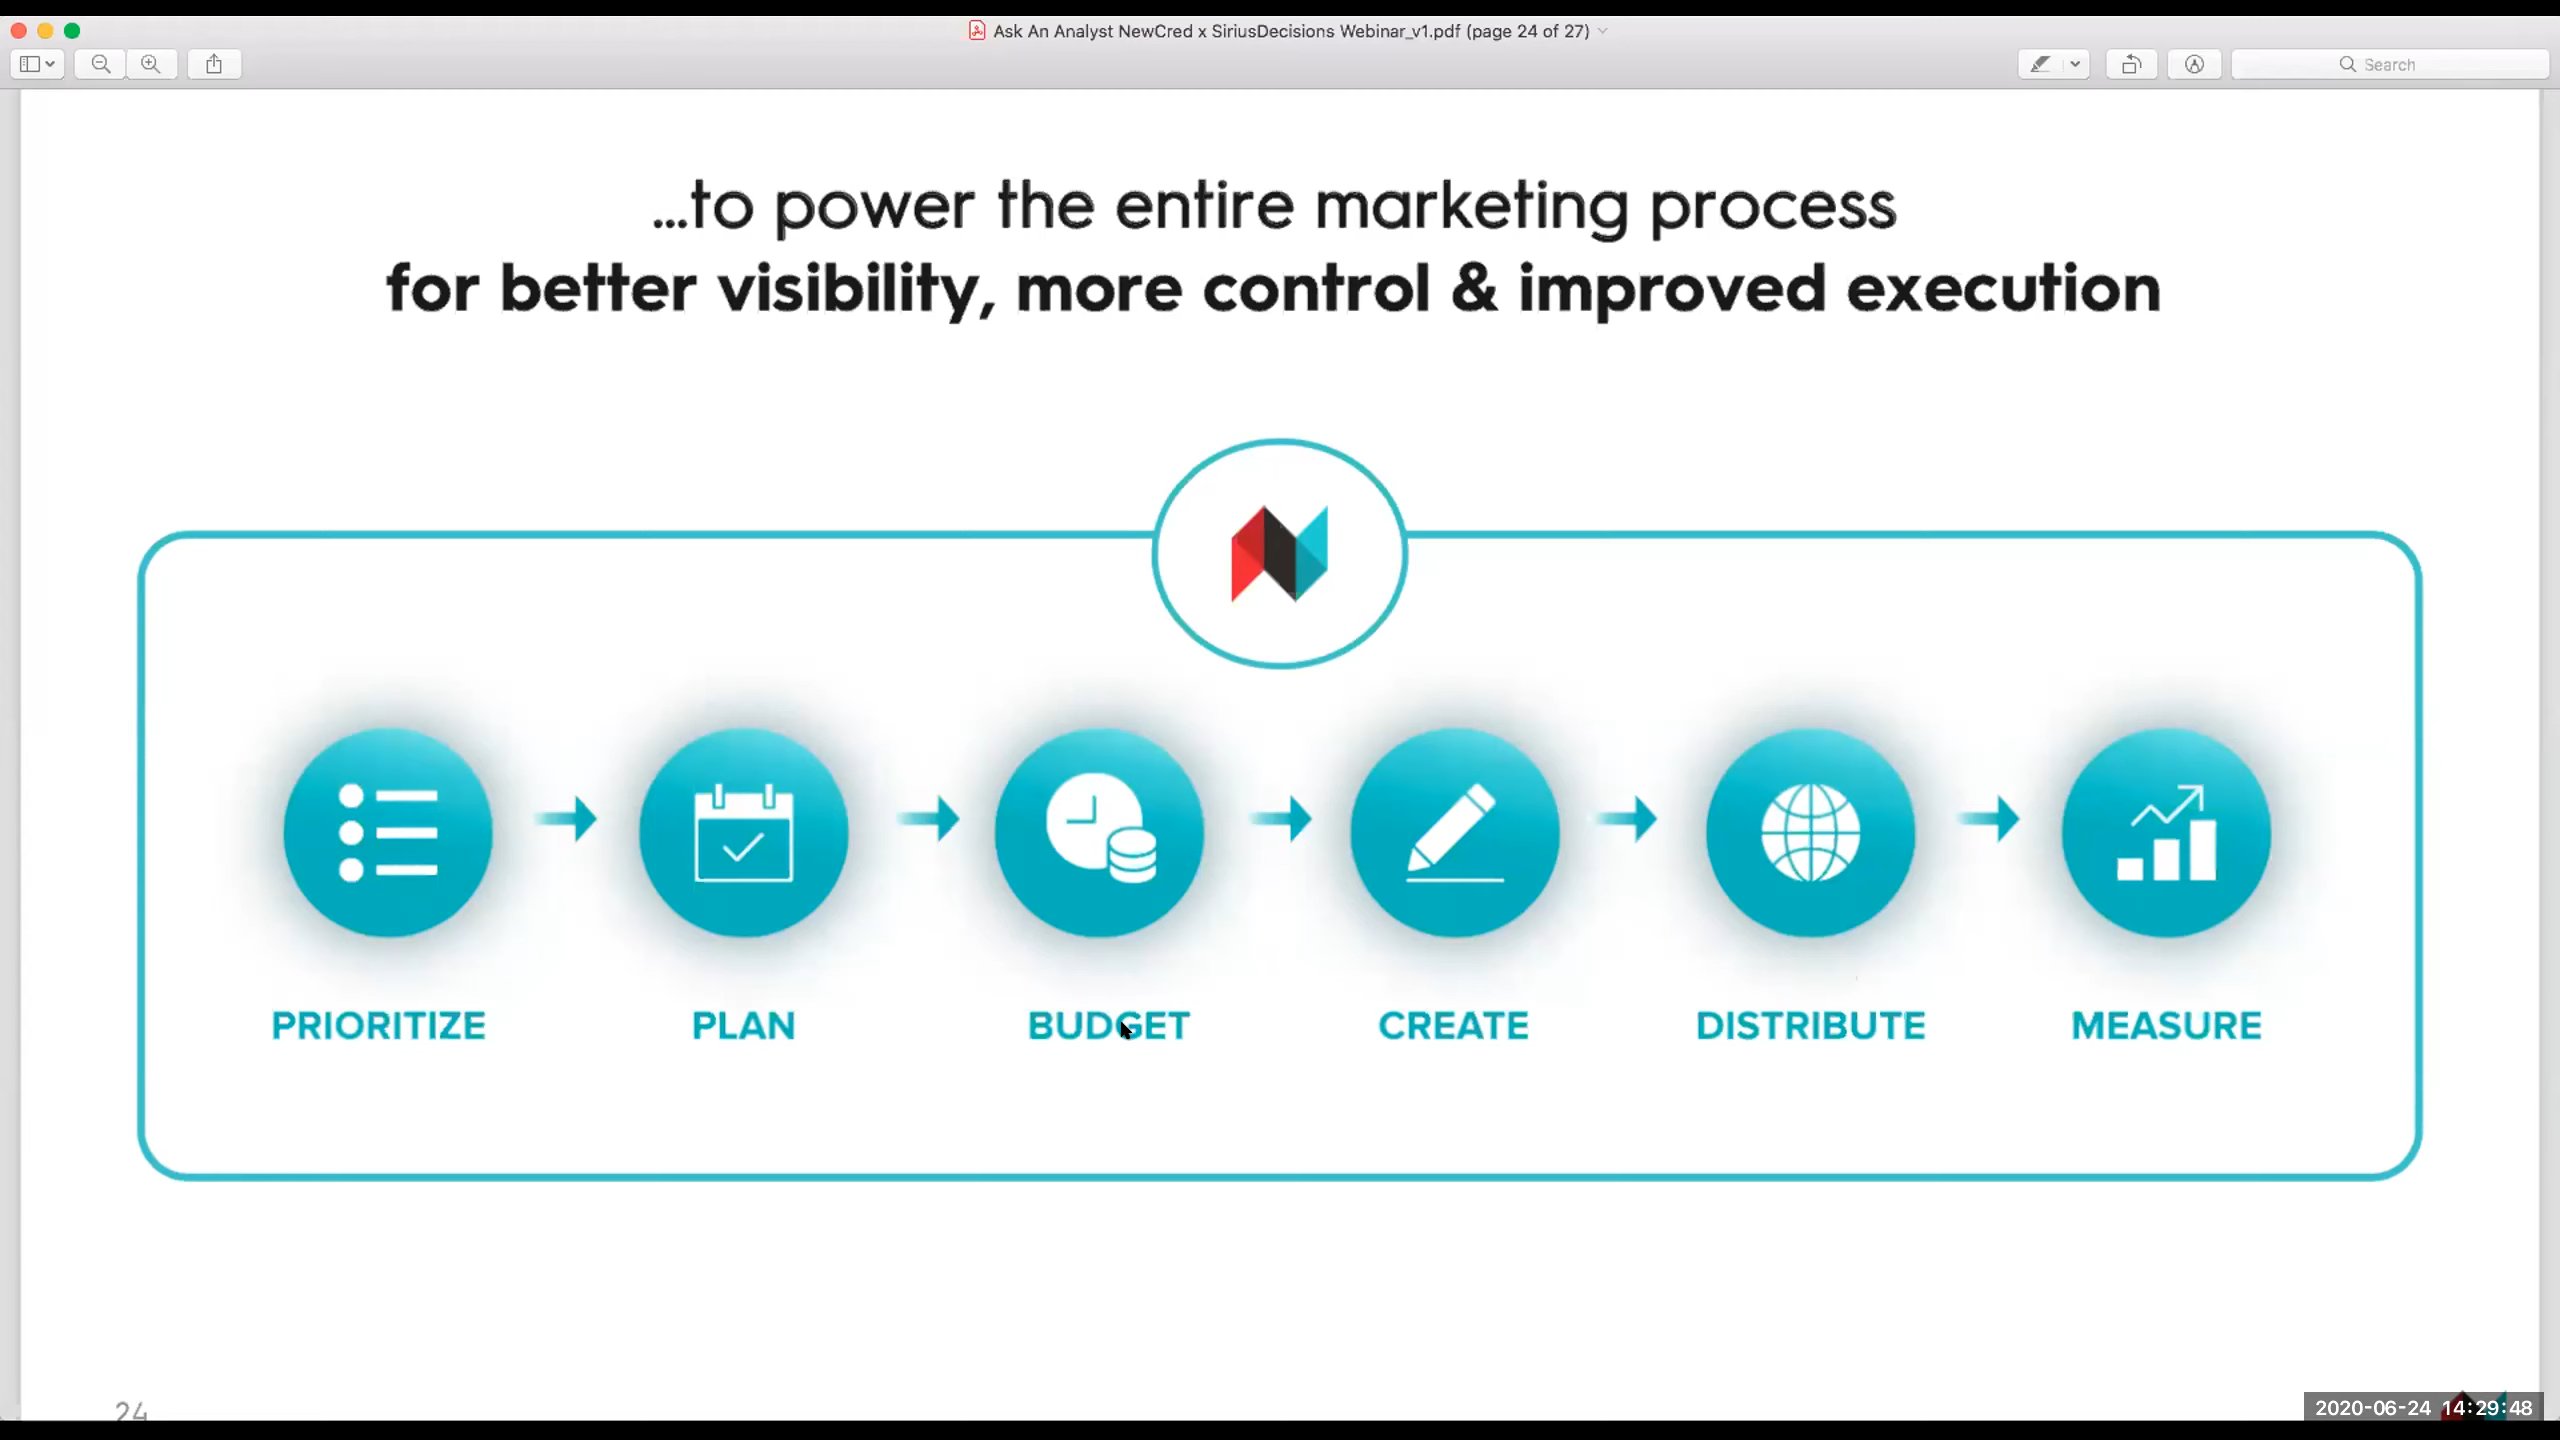 Ask An Analyst NewCred x SiriusDecisions Webinar_v1.pdf (page 24 of 27)
Search
...to power the entire marketing process
for better visibility, more control & improved execution
PRIORITIZE
PLAN
BUDGET
CREATE
DISTRIBUTE
MEASURE
24
2020-06-24 14:29:48